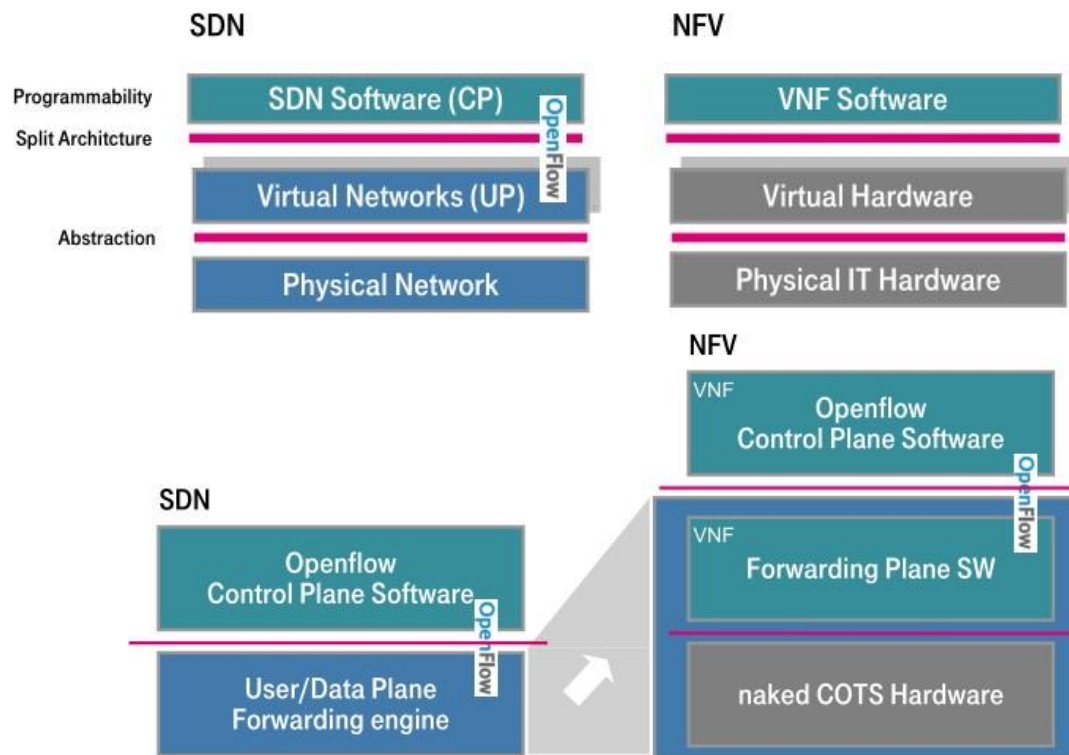 SDN
NFV
Programmability
SDN Software (CP)
VNF Software
Split Architcture
OpenFlow
Virtual Networks (UP)
Virtual Hardware
Abstraction
Physical Network
Physical IT Hardware
NFV
VNF
Openflow
Control Plane Software
OpenFlow
SDN
VNF
Forwarding Plane SW
Openflow
Control Plane Software
OpenFlow
User/Data Plane
Forwarding engine
naked COTS Hardware